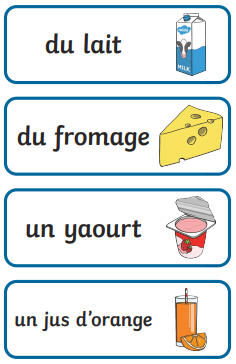 du lait
MILK
du fromage
un yaourt
un jus d'orange